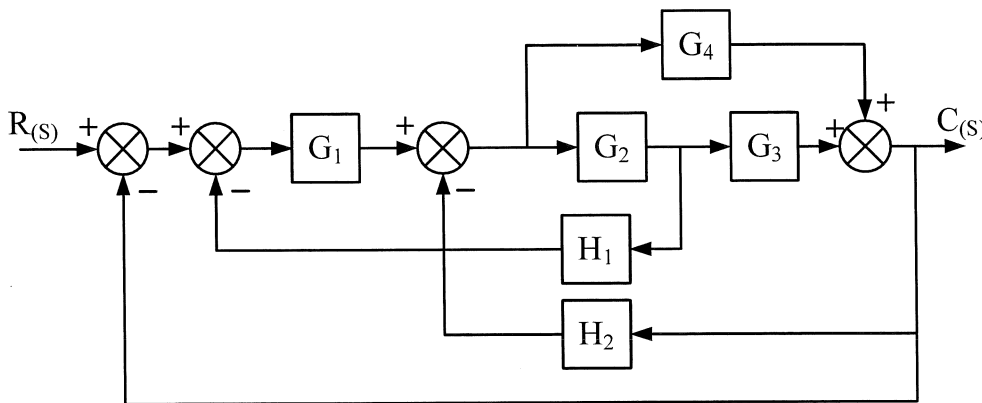 G₄
R₍S₎ + + G₁ + G₂ G₃ + + C₍S₎
− − −
H₁
H₂